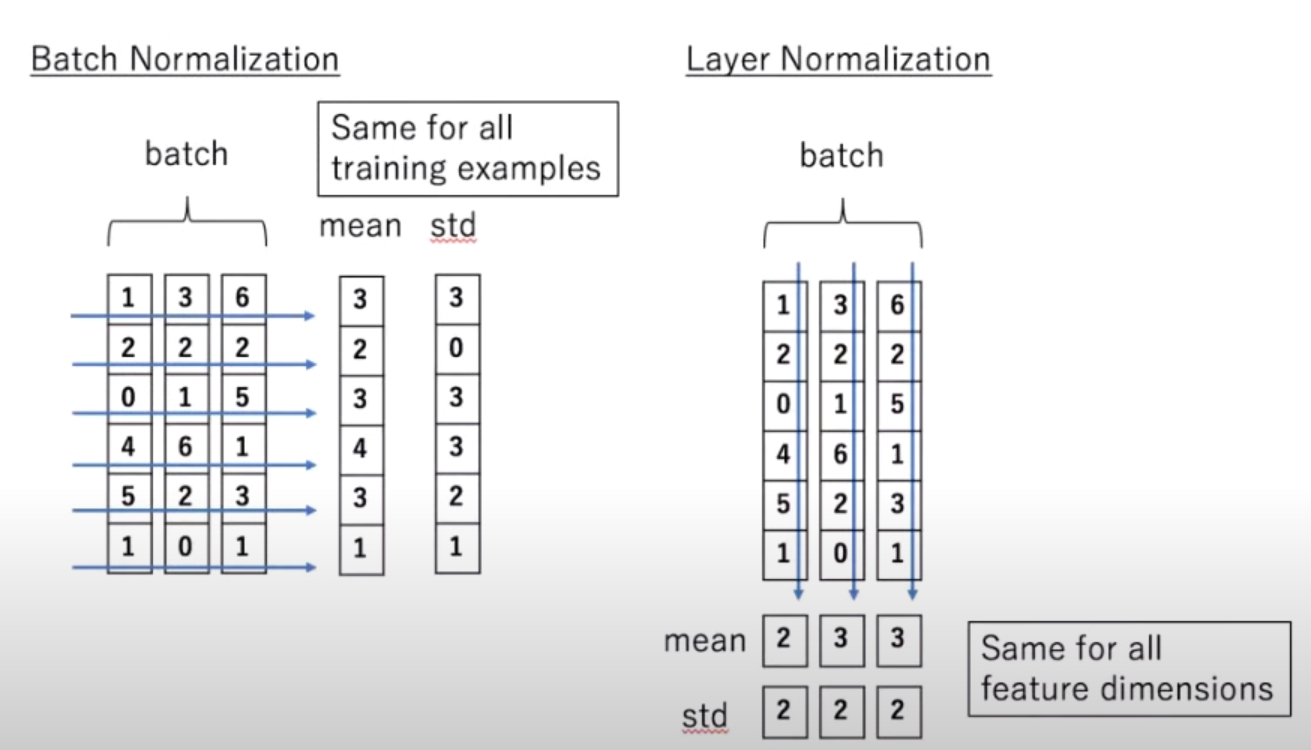 Batch Normalization
Same for all
training examples
batch
mean std
1 3 6 3 3
2 2 2 2 0
0 1 5 3 3
4 6 1 4 3
5 2 3 3 2
1 0 1 1 1
Layer Normalization
batch
1 3 6
2 2 2
0 1 5
4 6 1
5 2 3
1 0 1
mean 2 3 3
std 2 2 2
Same for all
feature dimensions